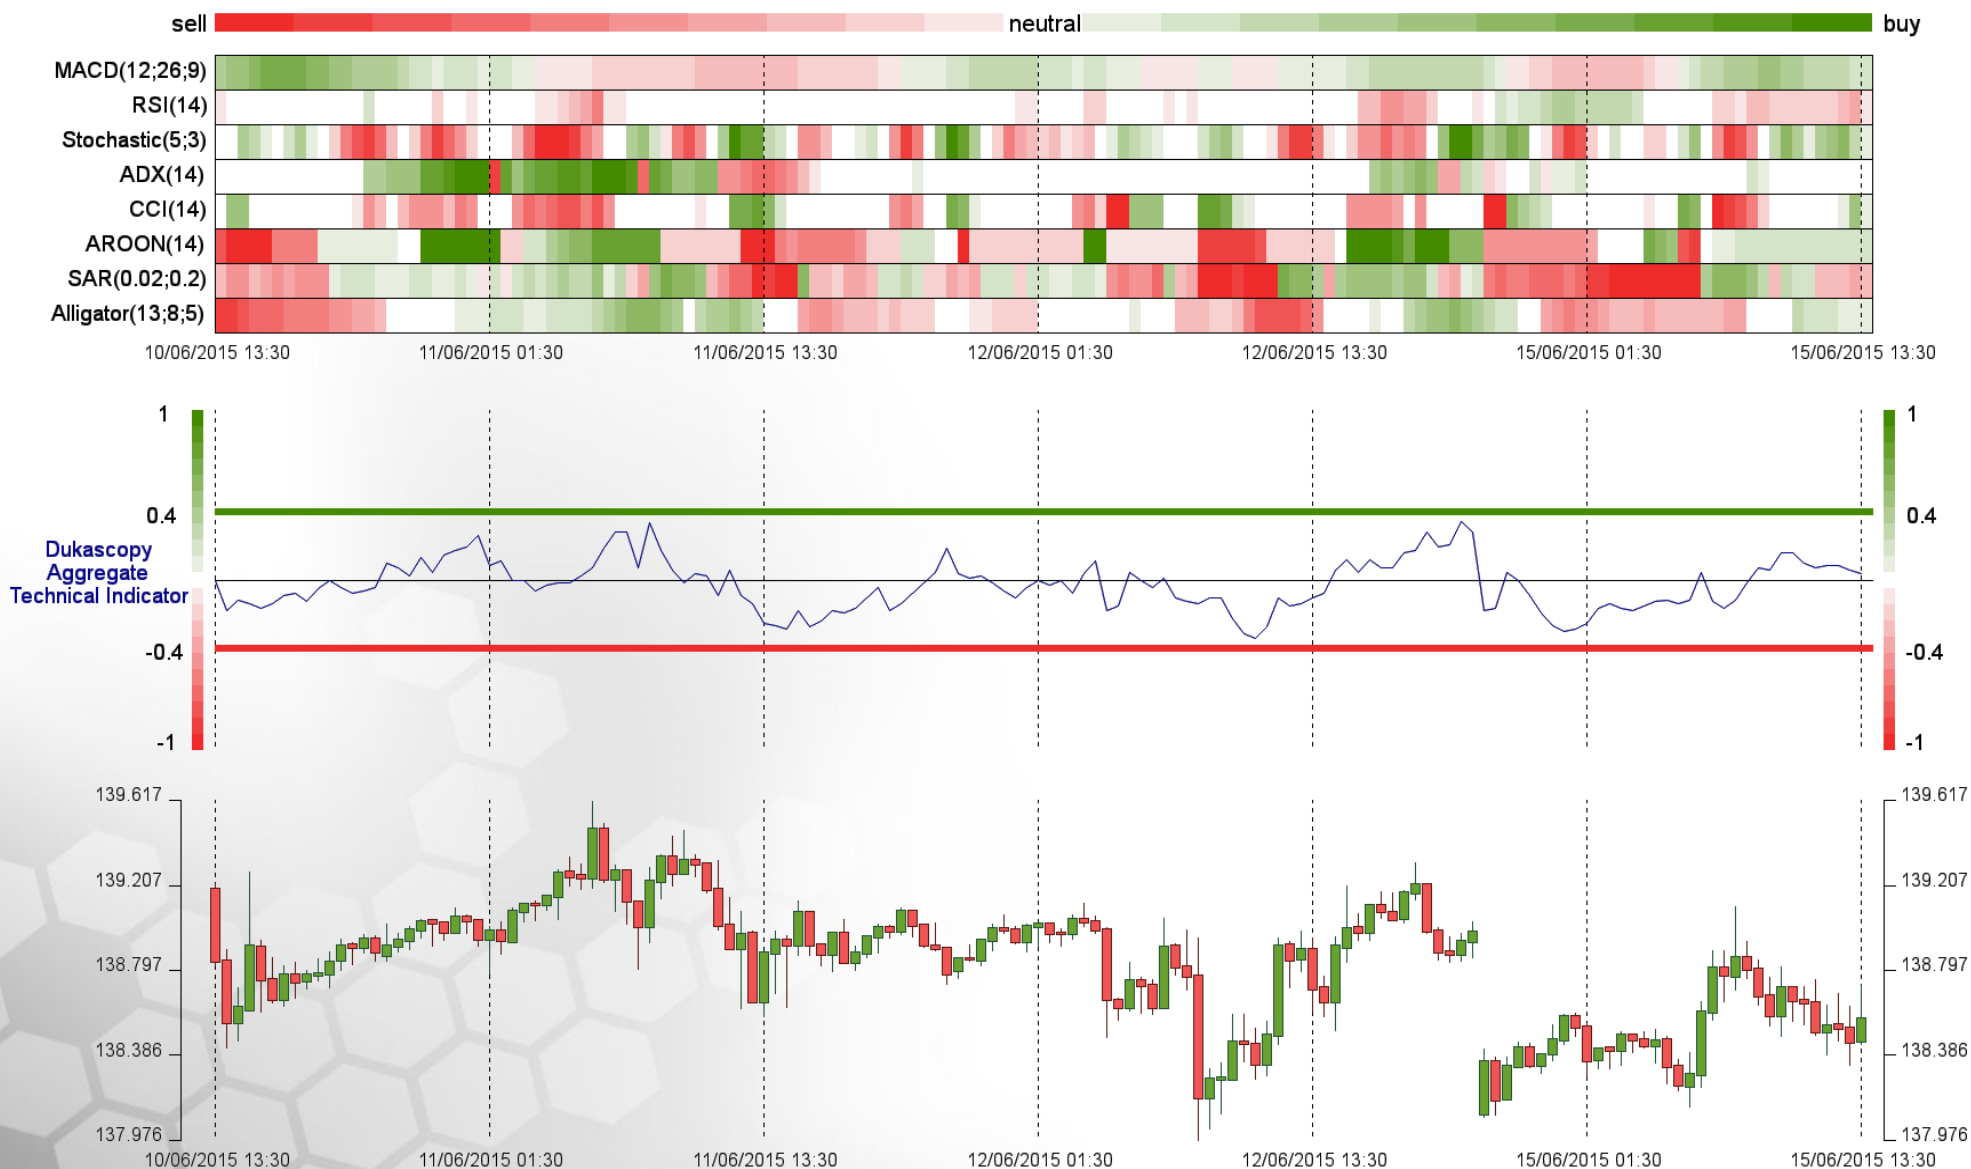 sell neutral buy
MACD(12;26;9)
RSI(14)
Stochastic(5;3)
ADX(14)
CCI(14)
AROON(14)
SAR(0.02;0.2)
Alligator(13;8;5)
10/06/2015 13:30 11/06/2015 01:30 11/06/2015 13:30 12/06/2015 01:30 12/06/2015 13:30 15/06/2015 01:30 15/06/2015 13:30
1 1
0.4 0.4
Dukascopy
Aggregate
Technical Indicator
-0.4 -0.4
-1 -1
139.617 139.617
139.207 139.207
138.797 138.797
138.386 138.386
137.976 137.976
10/06/2015 13:30 11/06/2015 01:30 11/06/2015 13:30 12/06/2015 01:30 12/06/2015 13:30 15/06/2015 01:30 15/06/2015 13:30